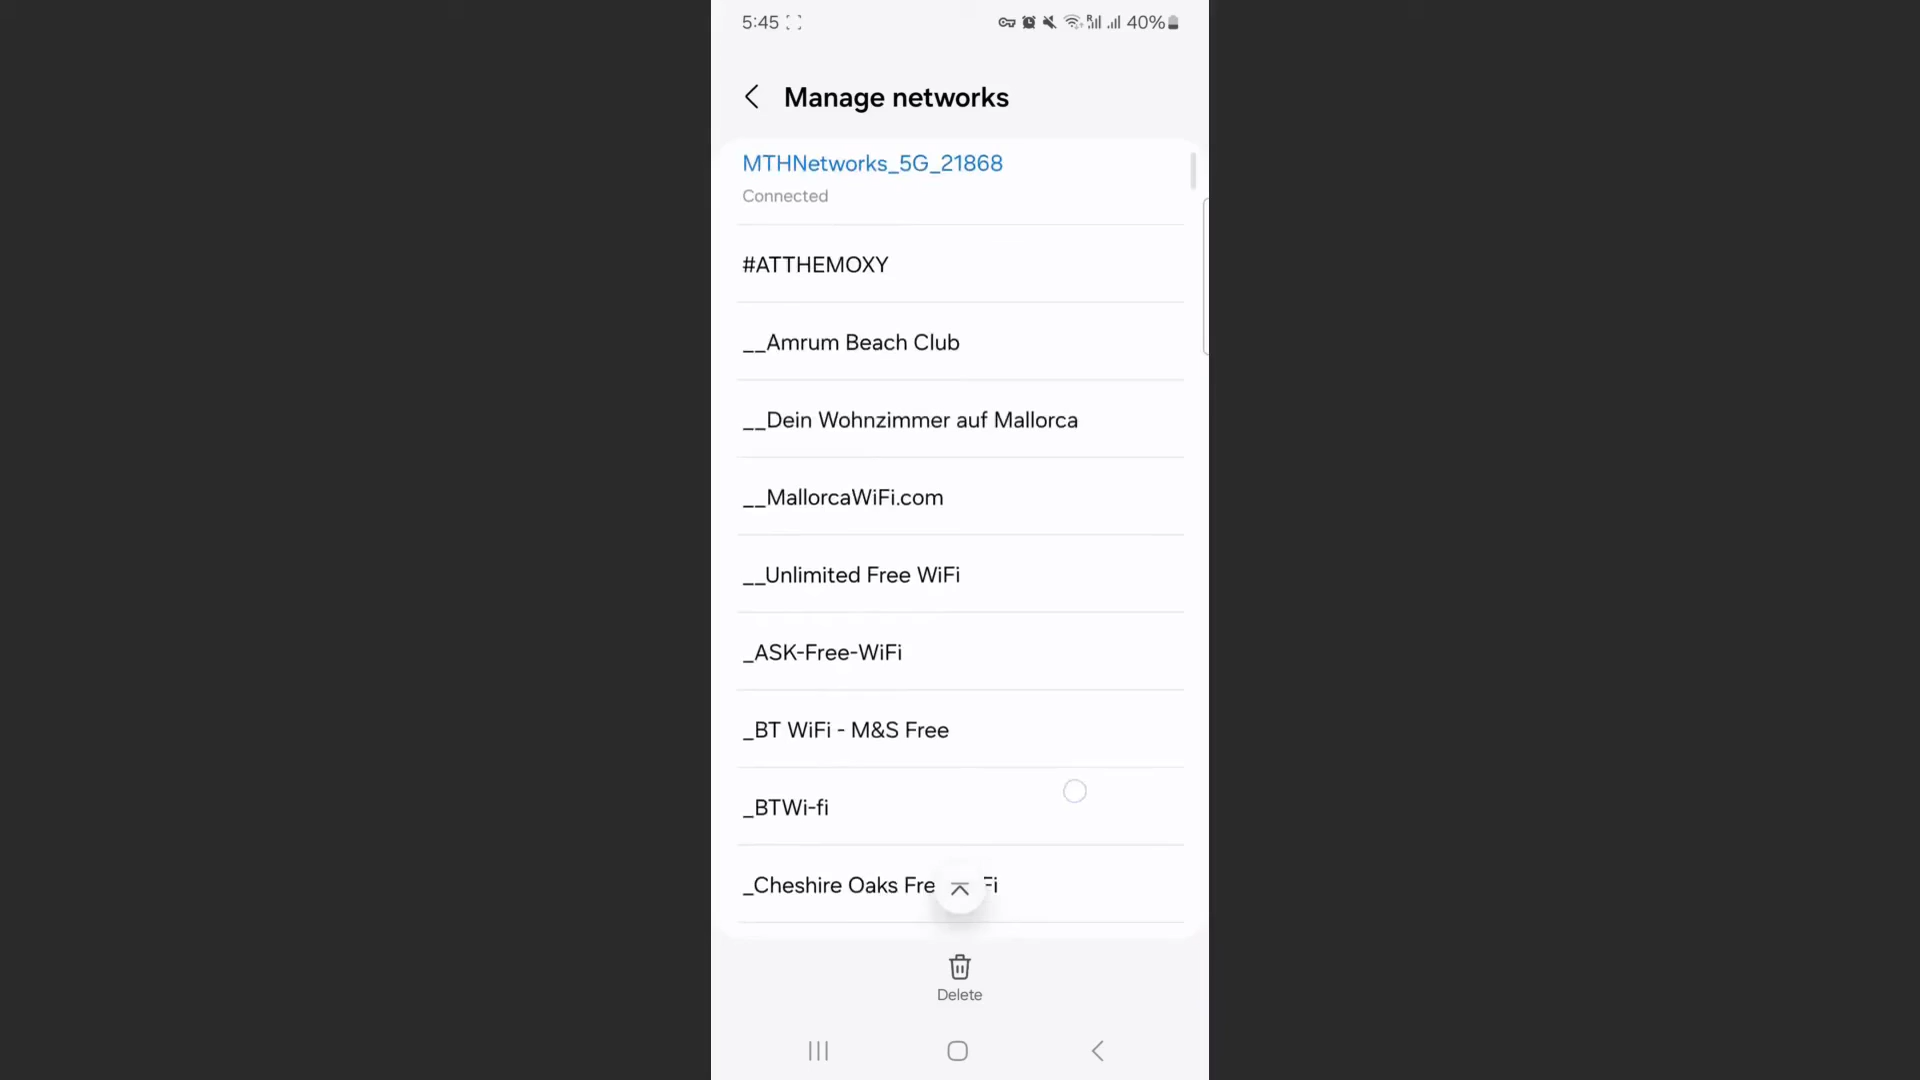 5:45
40%
Manage networks
MTHNetworks_5G_21868
Connected
#ATTHEMOXY
__Amrum Beach Club
__Dein Wohnzimmer auf Mallorca
__MallorcaWiFi.com
__Unlimited Free WiFi
_ASK-Free-WiFi
_BT WiFi - M&S Free
_BTWi-fi
_Cheshire Oaks
Delete